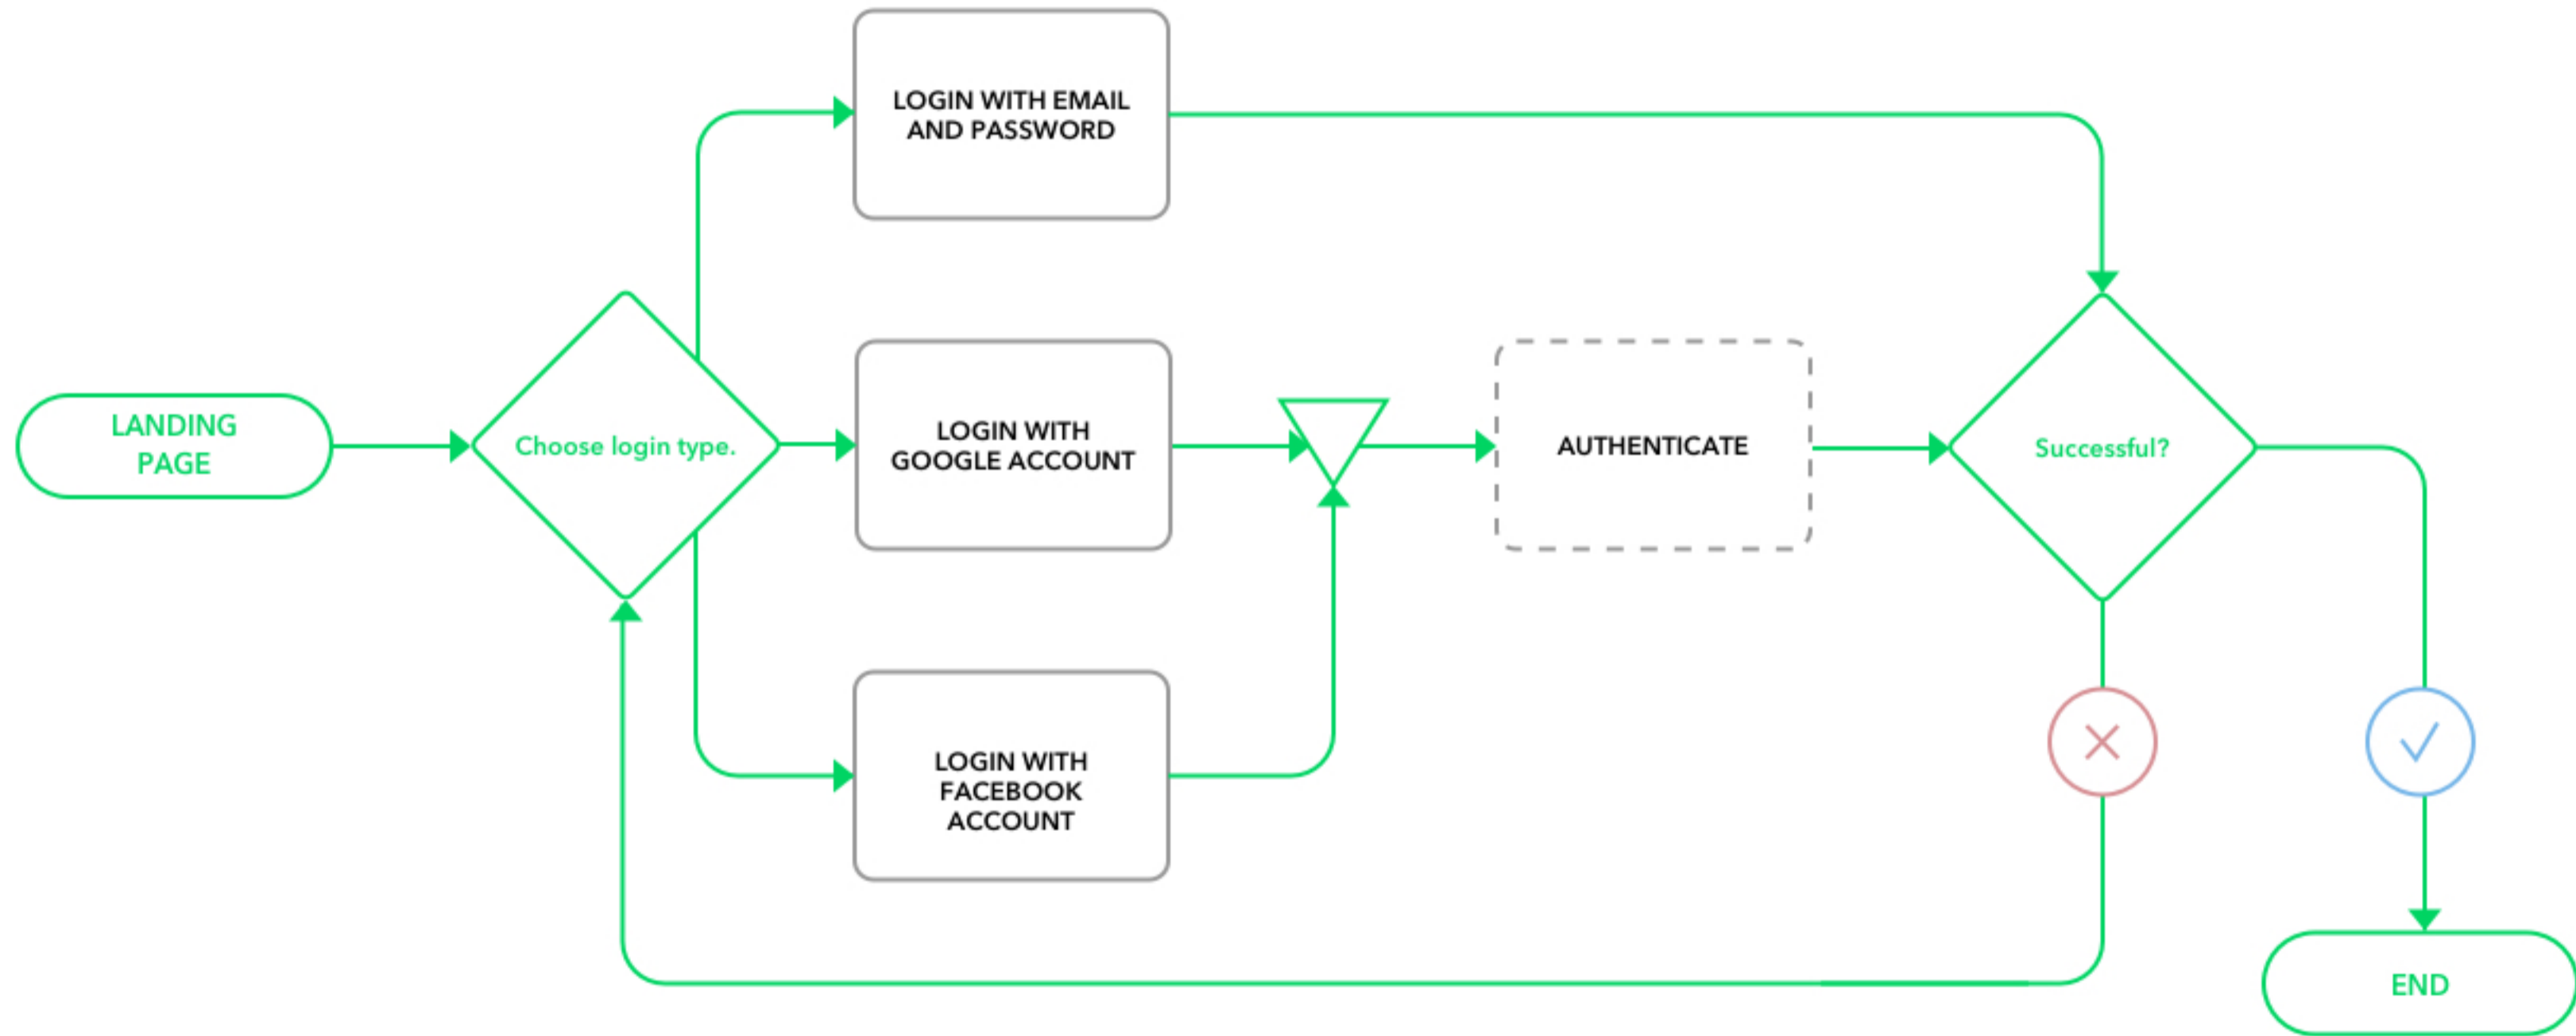 LANDING
PAGE
Choose login type.
LOGIN WITH EMAIL
AND PASSWORD
LOGIN WITH
GOOGLE ACCOUNT
LOGIN WITH
FACEBOOK
ACCOUNT
AUTHENTICATE
Successful?
END